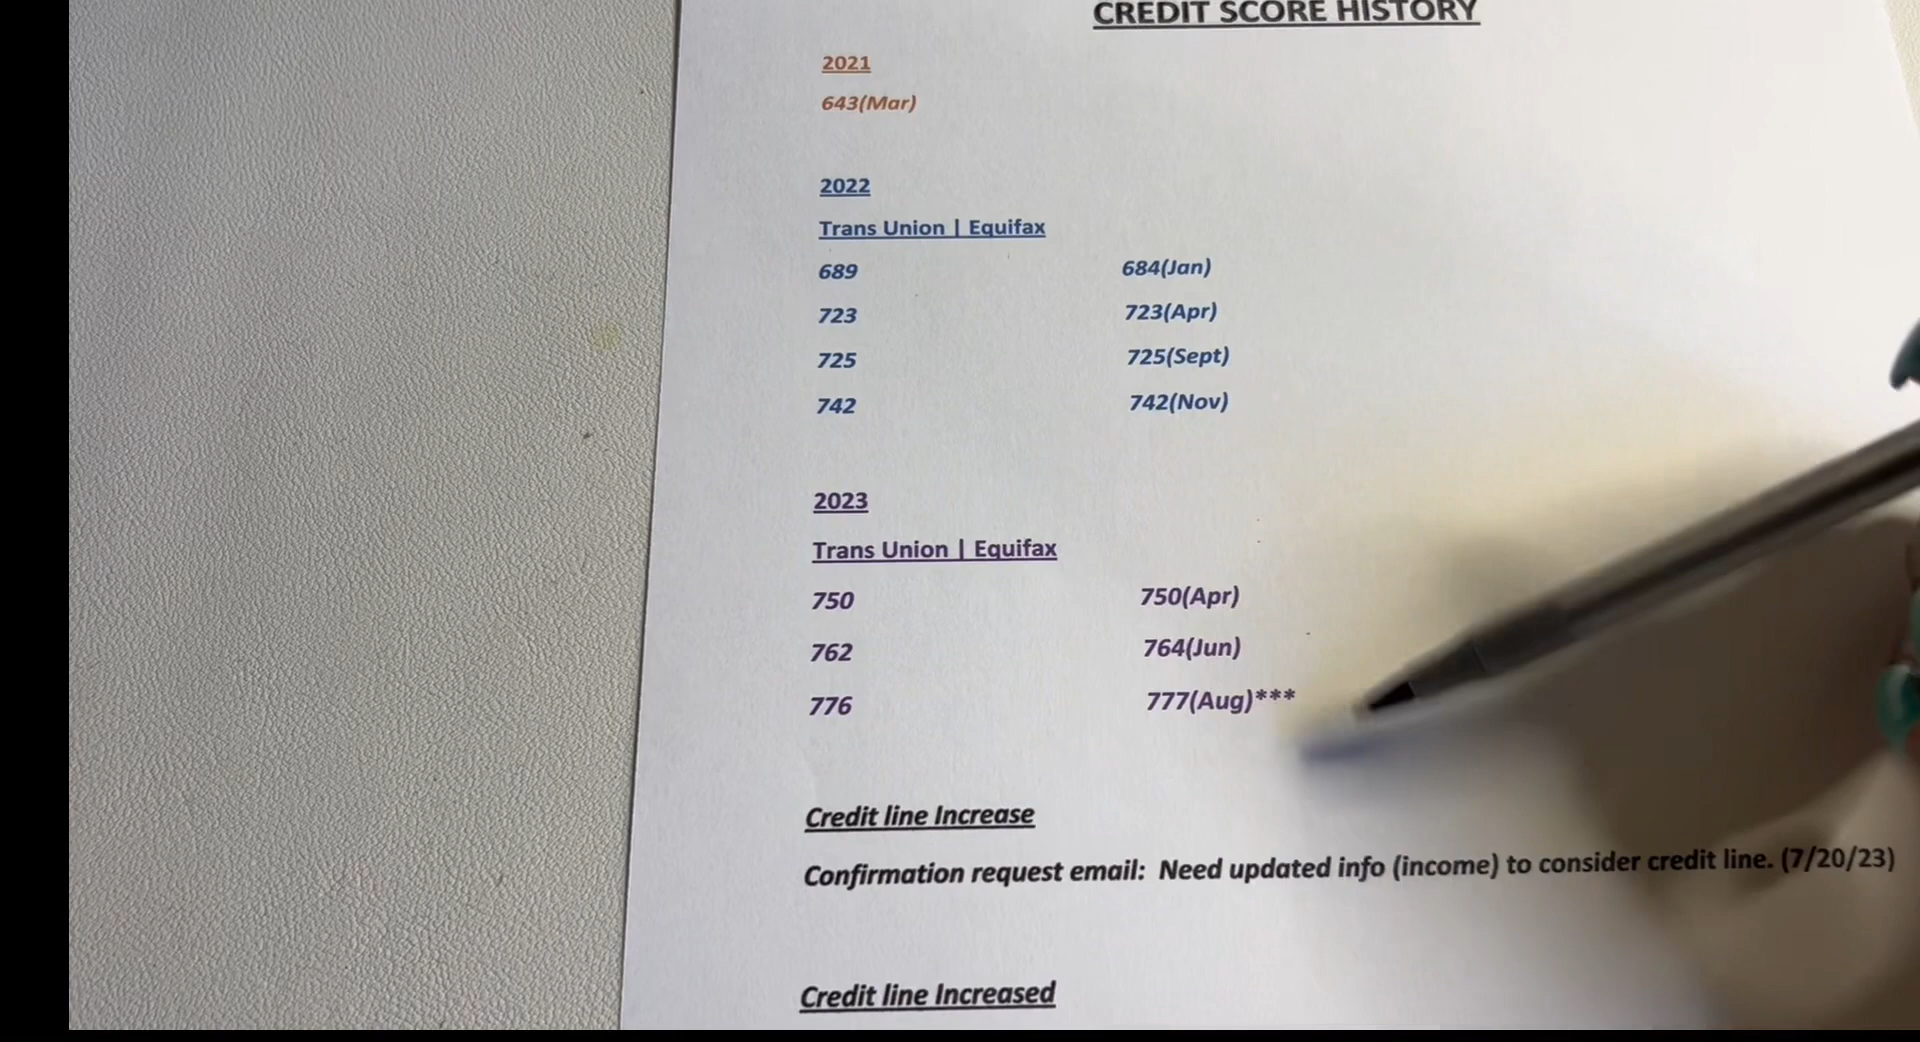 CREDIT SCORE HISTORY
2021
643(Mar)
2022
Trans Union | Equifax
689 684(Jan)
723 723(Apr)
725 725(Sept)
742 742(Nov)
2023
Trans Union | Equifax
750 750(Apr)
762 764(Jun)
776 777(Aug)***
Credit line Increase
Confirmation request email: Need updated info (income) to consider credit line. (7/20/23)
Credit line Increased